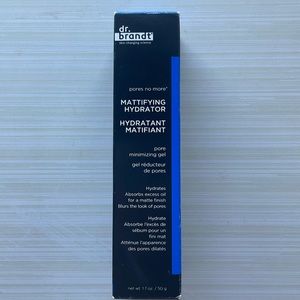 dr.
brandt®
skin changing science
pores no more®
MATTIFYING
HYDRATOR
HYDRATANT
MATIFIANT
pore
minimizing gel
gel réducteur
de pores
Hydrates
Absorbs excess oil
for a matte finish
Blurs the look of pores
Hydrate
Absorbe l'excès de
sébum pour un
fini mat
Atténue l'apparence
des pores dilatés
net wt. 1.7 oz. / 50 g